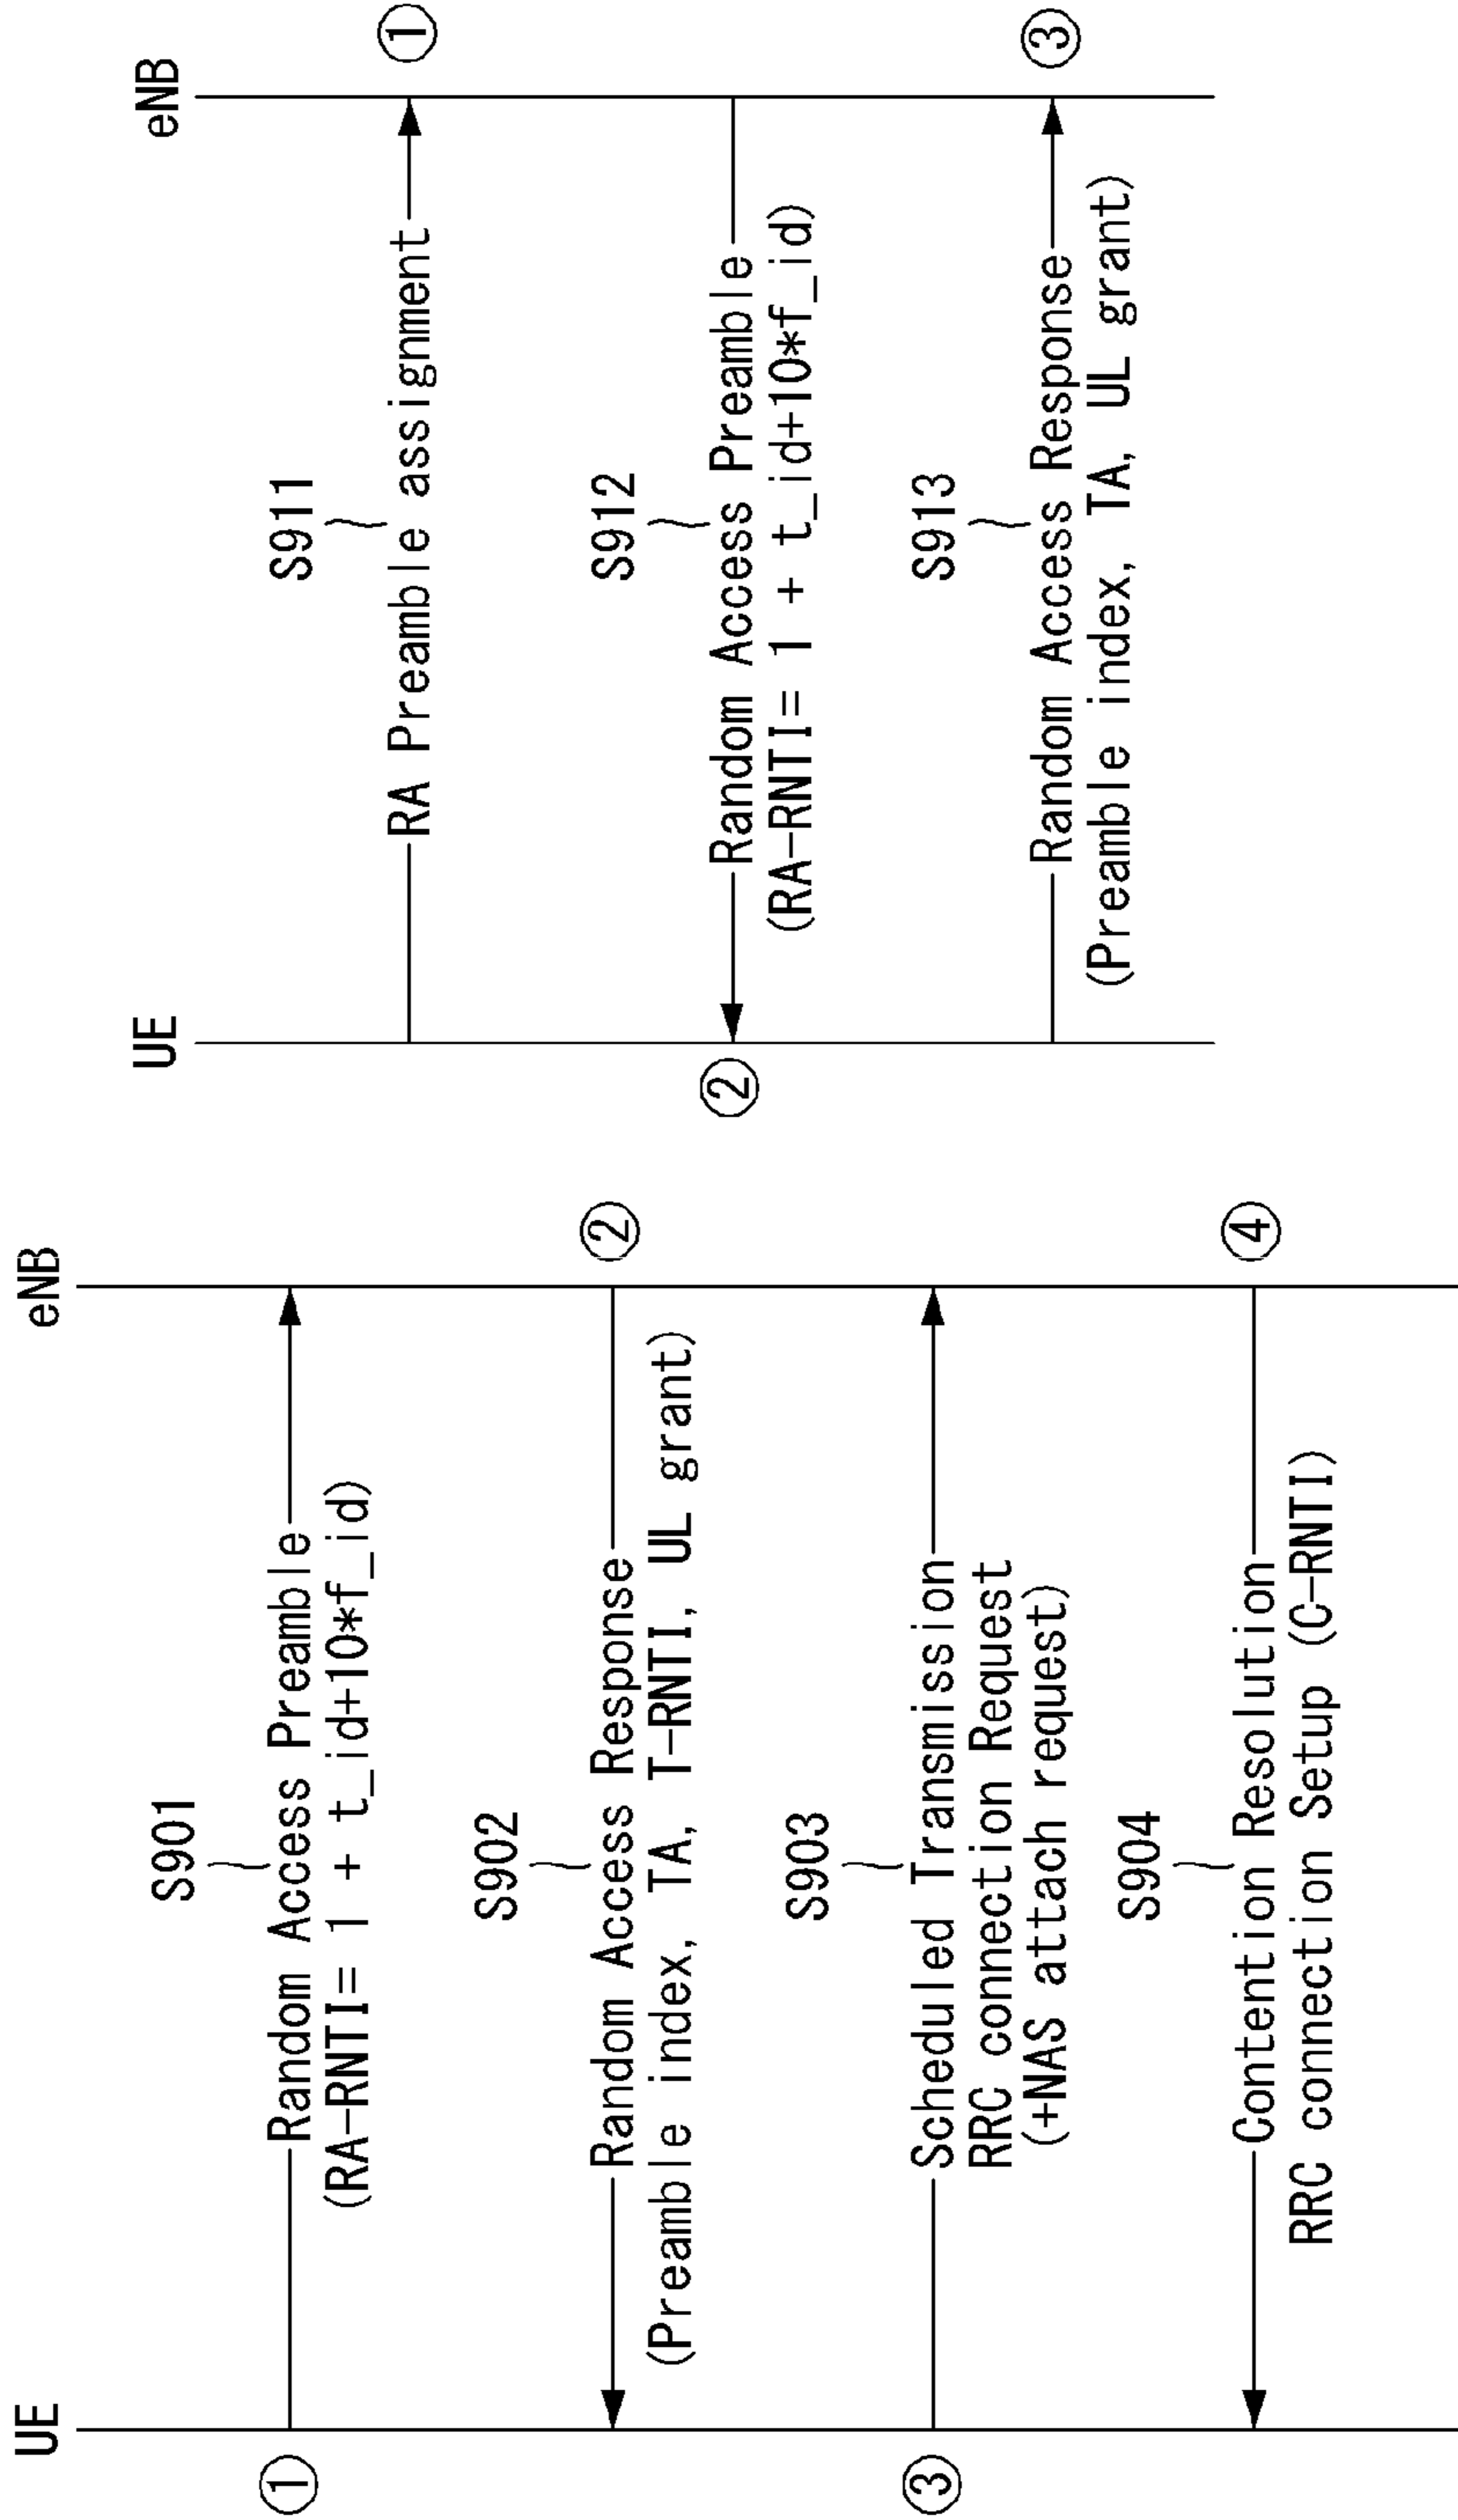 UE
eNB
S901
①
Random Access Preamble
(RA-RNTI= 1 + t_id+10*f_id)
S902
②
Random Access Response
(Preamble index, TA, T-RNTI, UL grant)
S903
③
Scheduled Transmission
RRC connection Request
(+NAS attach request)
S904
④
Contention Resolution
RRC connection Setup (C-RNTI)
UE
eNB
S911
①
RA Preamble assignment
S912
②
Random Access Preamble
(RA-RNTI= 1 + t_id+10*f_id)
S913
③
Random Access Response
(Preamble index, TA, UL grant)